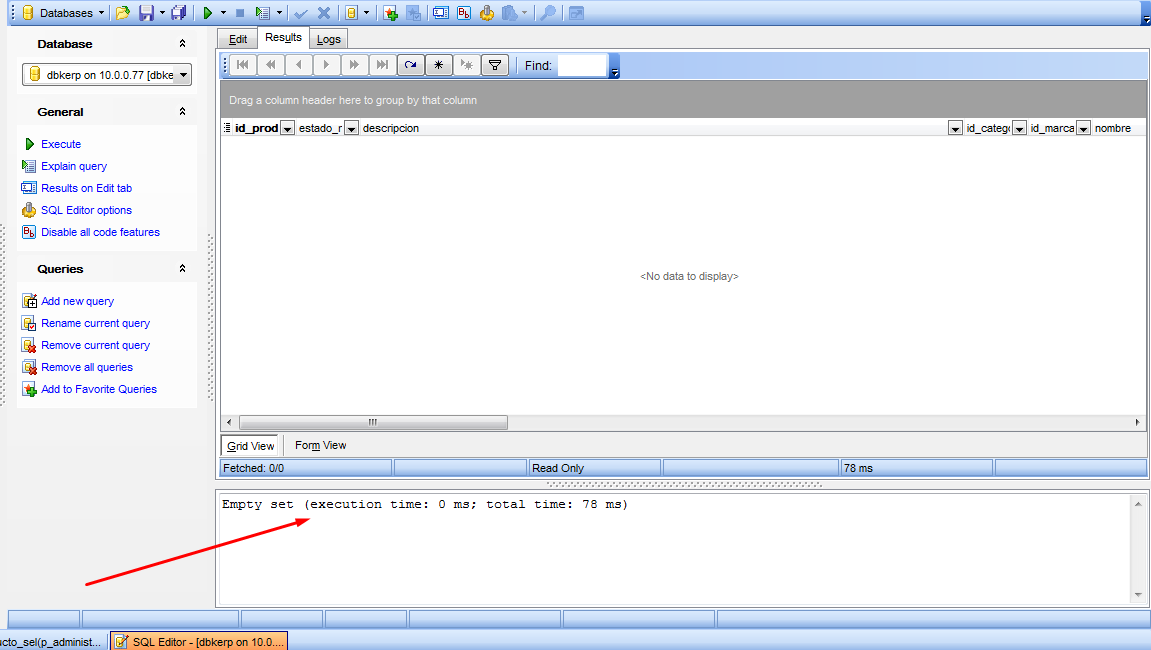 Databases
Database
dbkerp on 10.0.0.77 [dbke
General
Execute
Explain query
Results on Edit tab
SQL Editor options
Disable all code features
Queries
Add new query
Rename current query
Remove current query
Remove all queries
Add to Favorite Queries
Edit Results Logs
Find:
Drag a column header here to group by that column
id_prod estado_r descripcion id_catego id_marca nombre
<No data to display>
Grid View Form View
Fetched: 0/0 Read Only 78 ms
Empty set (execution time: 0 ms; total time: 78 ms)
ucto_sel(p_administ... SQL Editor - [dbkerp on 10.0....